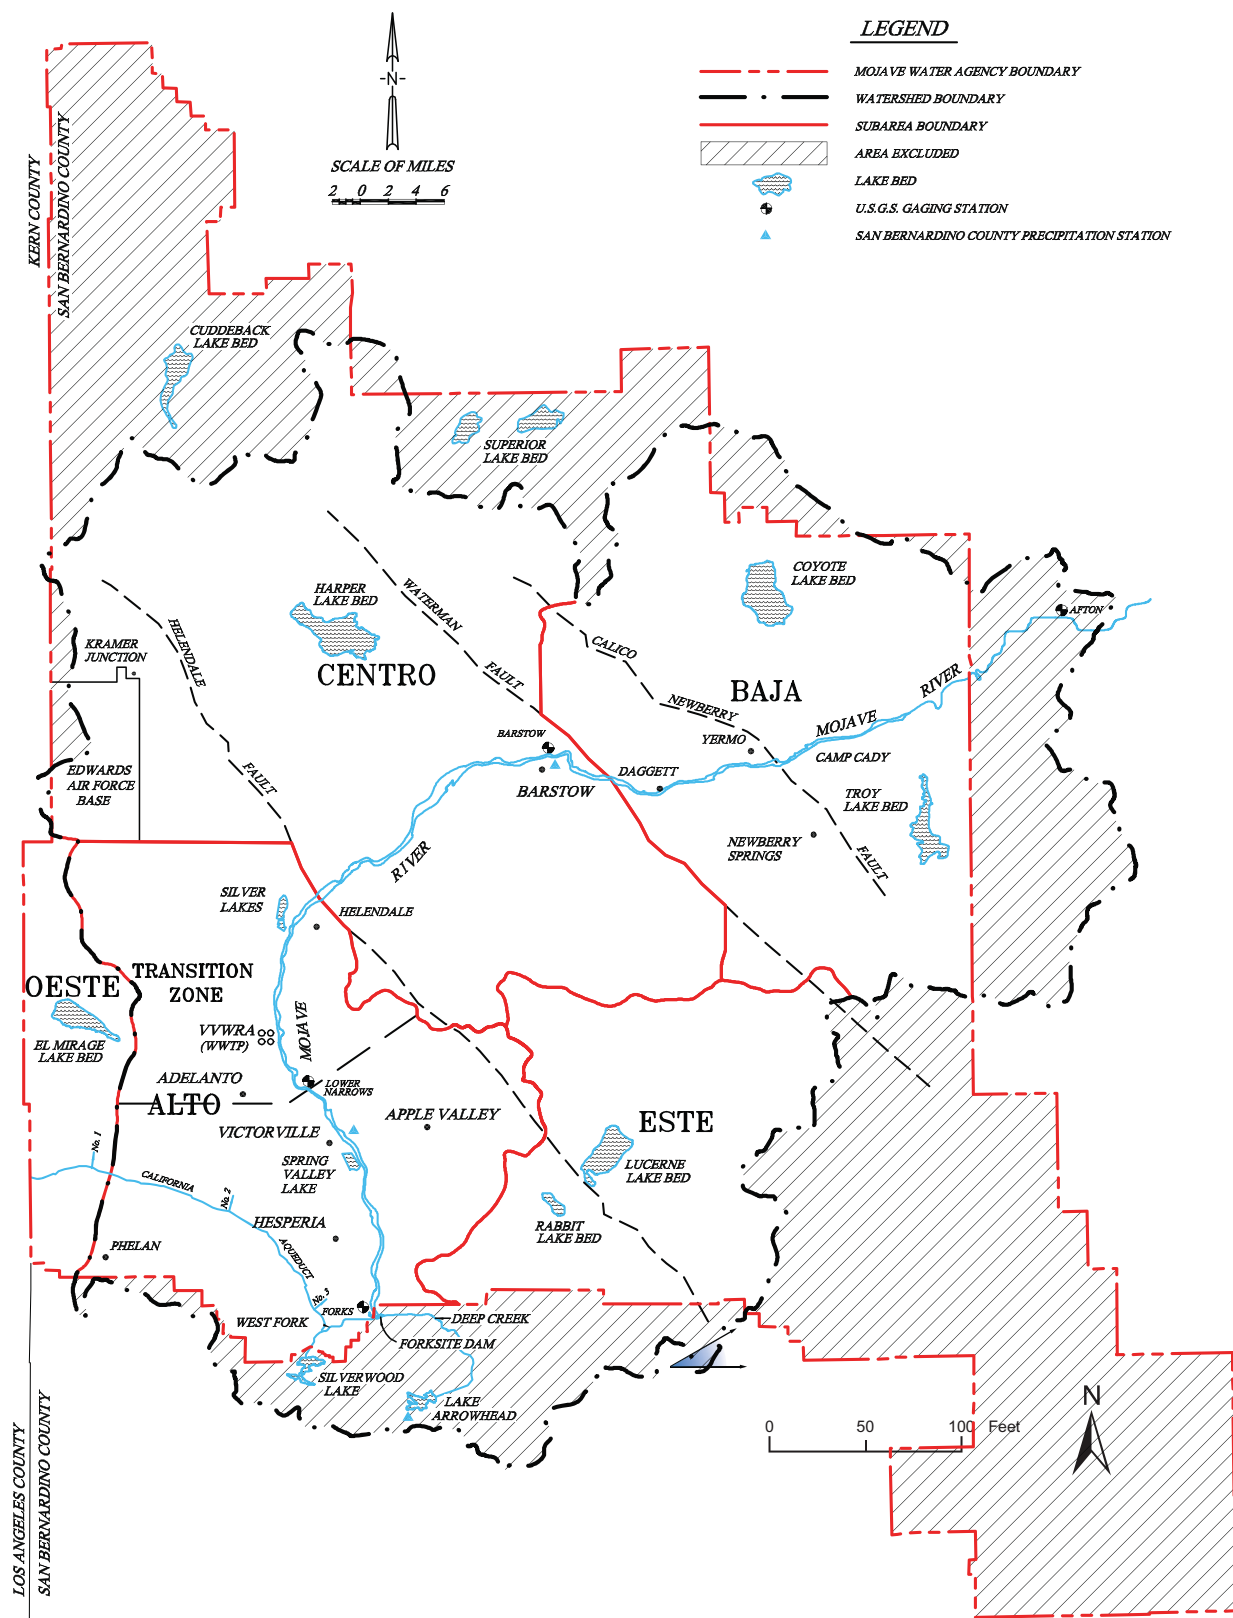 LEGEND
MOJAVE WATER AGENCY BOUNDARY
WATERSHED BOUNDARY
SUBAREA BOUNDARY
AREA EXCLUDED
LAKE BED
U.S.G.S. GAGING STATION
SAN BERNARDINO COUNTY PRECIPITATION STATION
-N-
SCALE OF MILES
2 0 2 4 6
KERN COUNTY
SAN BERNARDINO COUNTY
CUDDEBACK
LAKE BED
SUPERIOR
LAKE BED
COYOTE
LAKE BED
HARPER
LAKE BED
WATERMAN
FAULT
AFTON
HELENDALE
FAULT
CALICO
NEWBERRY
FAULT
KRAMER
JUNCTION
CENTRO
BAJA
MOJAVE
RIVER
BARSTOW
YERMO
CAMP CADY
EDWARDS
AIR FORCE
BASE
DAGGETT
BARSTOW
TROY
LAKE BED
NEWBERRY
SPRINGS
RIVER
SILVER
LAKES
HELENDALE
OESTE
TRANSITION
ZONE
EL MIRAGE
LAKE BED
VVWRA
(WWTP)
MOJAVE
ADELANTO
LOWER
NARROWS
ALTO
APPLE VALLEY
ESTE
VICTORVILLE
No. 1
SPRING
VALLEY
LAKE
LUCERNE
LAKE BED
CALIFORNIA
No. 2
HESPERIA
RABBIT
LAKE BED
AQUEDUCT
PHELAN
No. 3
FORKS
WEST FORK
DEEP CREEK
FORKSITE DAM
SILVERWOOD
LAKE
LAKE
ARROWHEAD
N
0 50 100 Feet
LOS ANGELES COUNTY
SAN BERNARDINO COUNTY